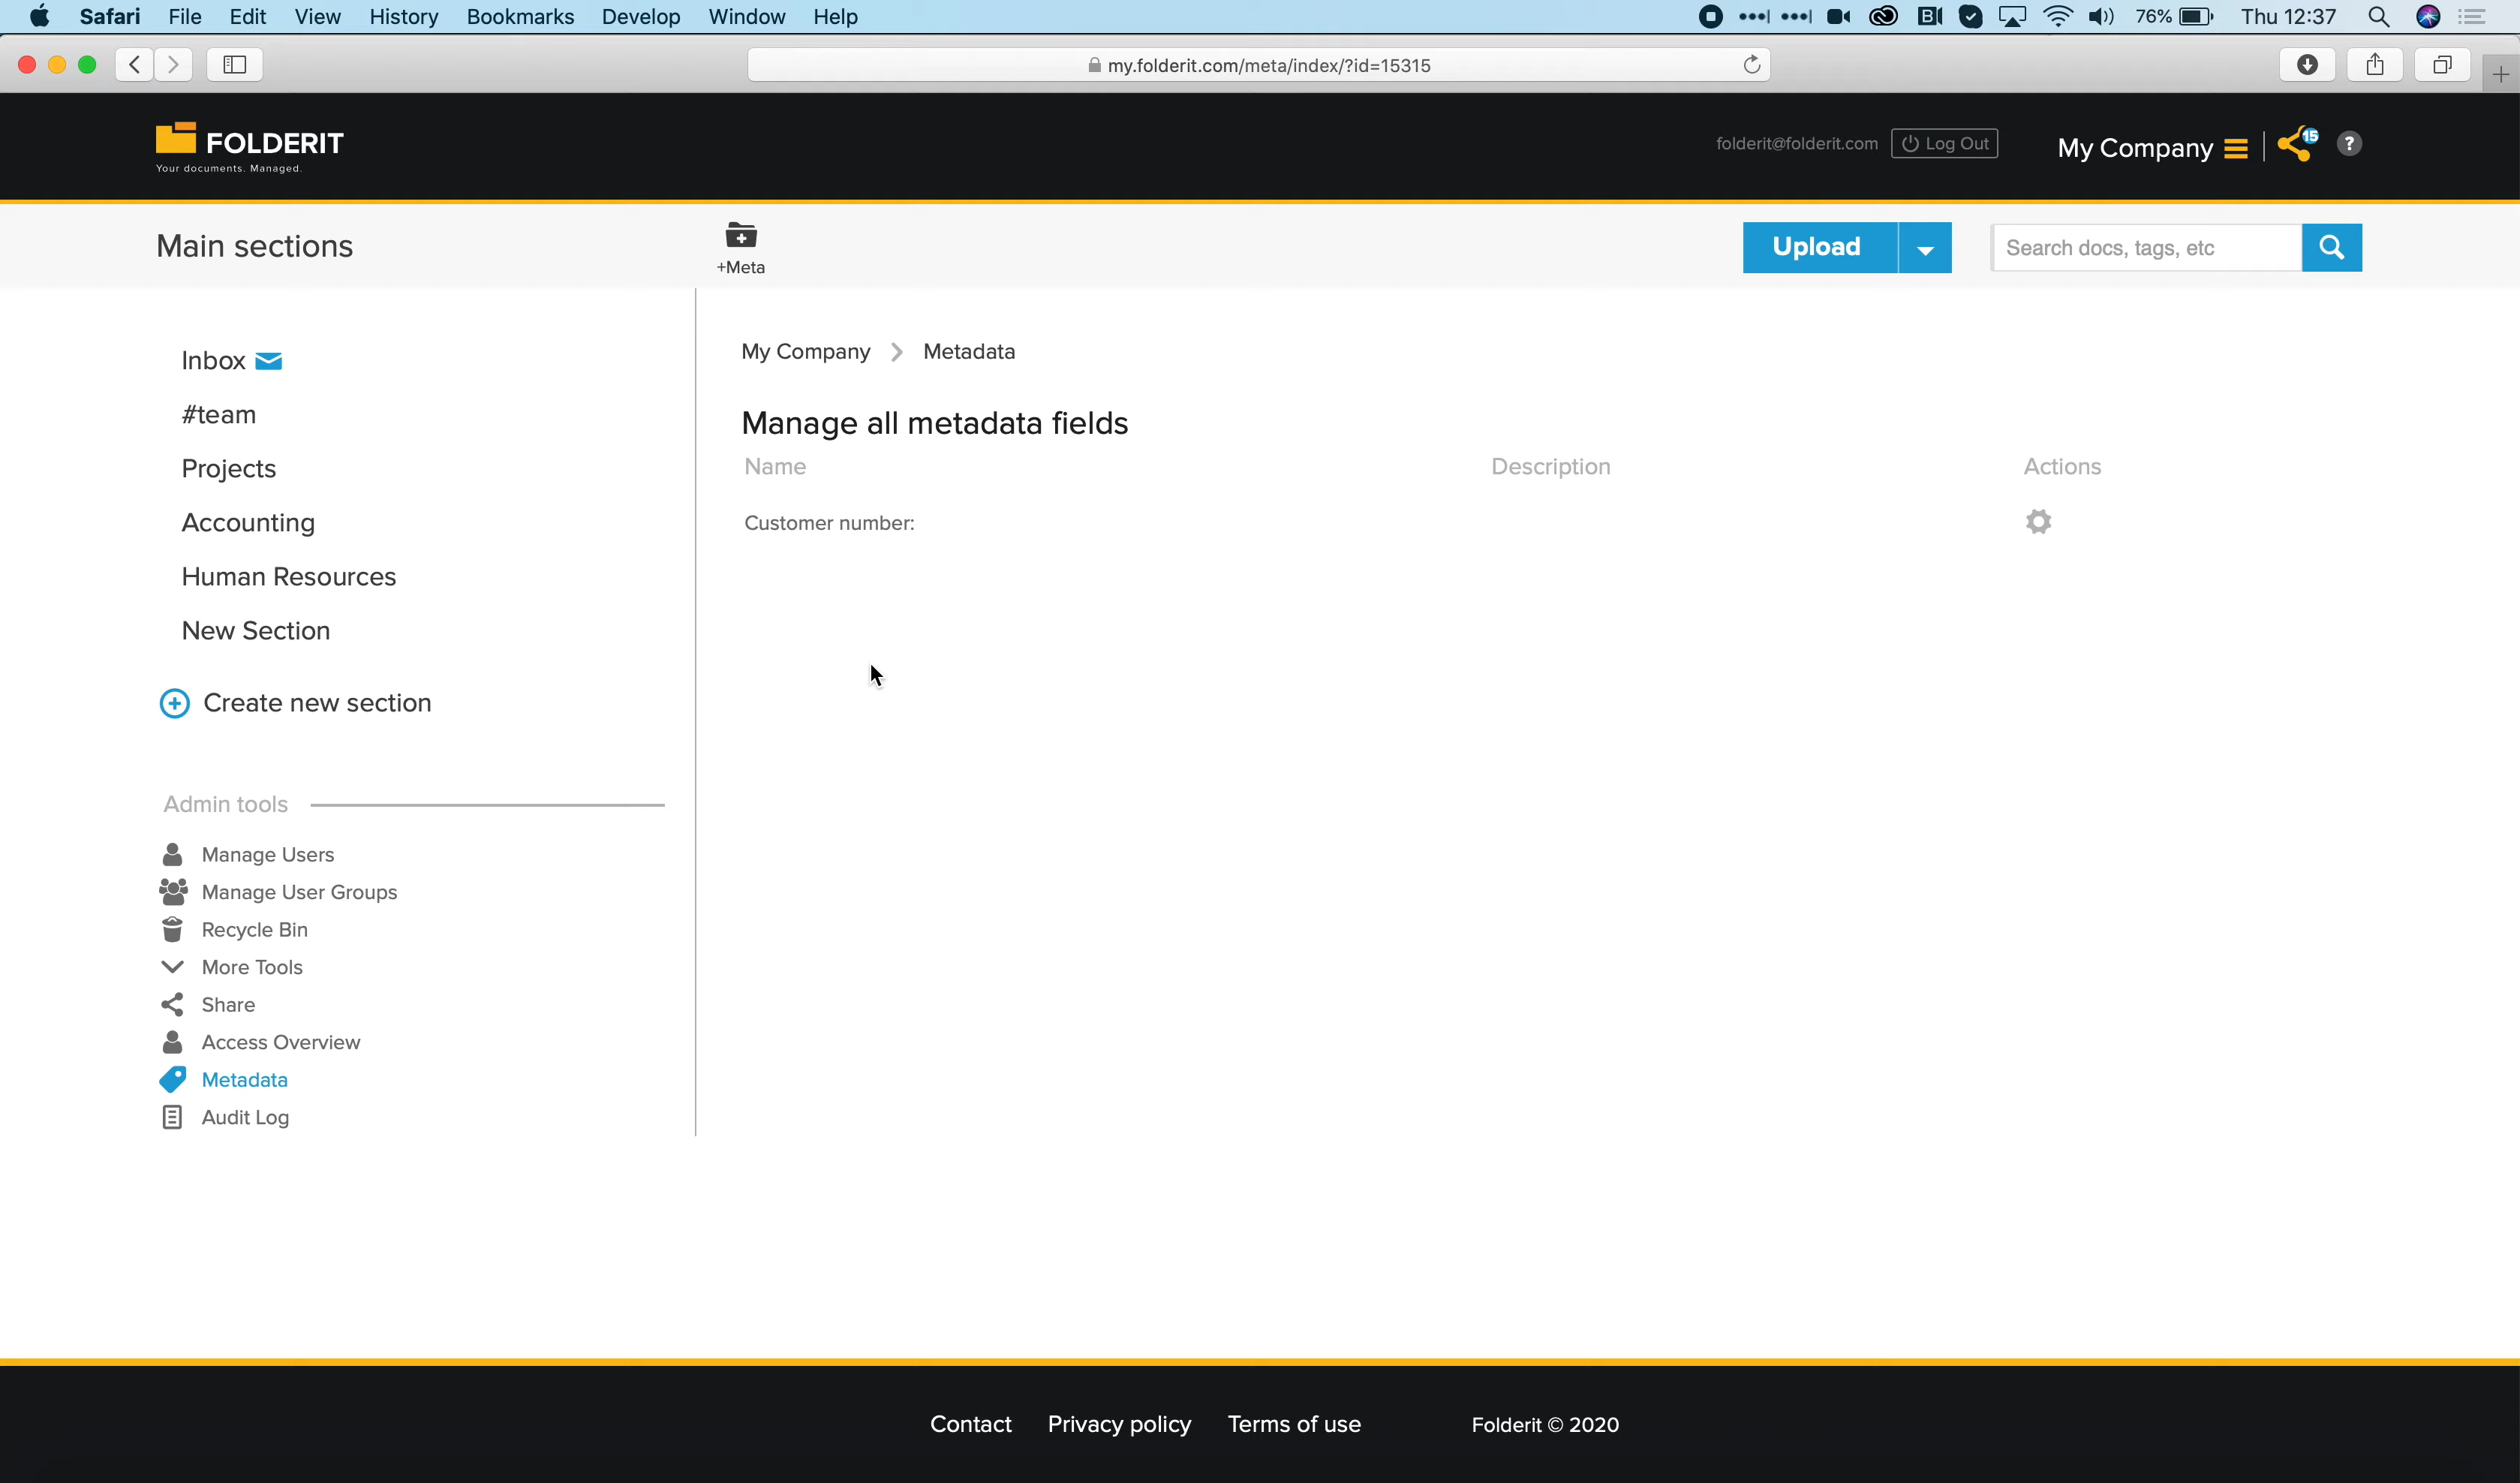 Safari File Edit View History Bookmarks Develop Window Help 76% Thu 12:37
my.folderit.com/meta/index/?id=15315
FOLDERIT
Your documents. Managed.
folderit@folderit.com Log Out My Company 15 ?
Main sections
+Meta
Upload
Search docs, tags, etc
Inbox
#team
Projects
Accounting
Human Resources
New Section
Create new section
Admin tools
Manage Users
Manage User Groups
Recycle Bin
More Tools
Share
Access Overview
Metadata
Audit Log
My Company Metadata
Manage all metadata fields
Name Description Actions
Customer number:
Contact Privacy policy Terms of use Folderit © 2020